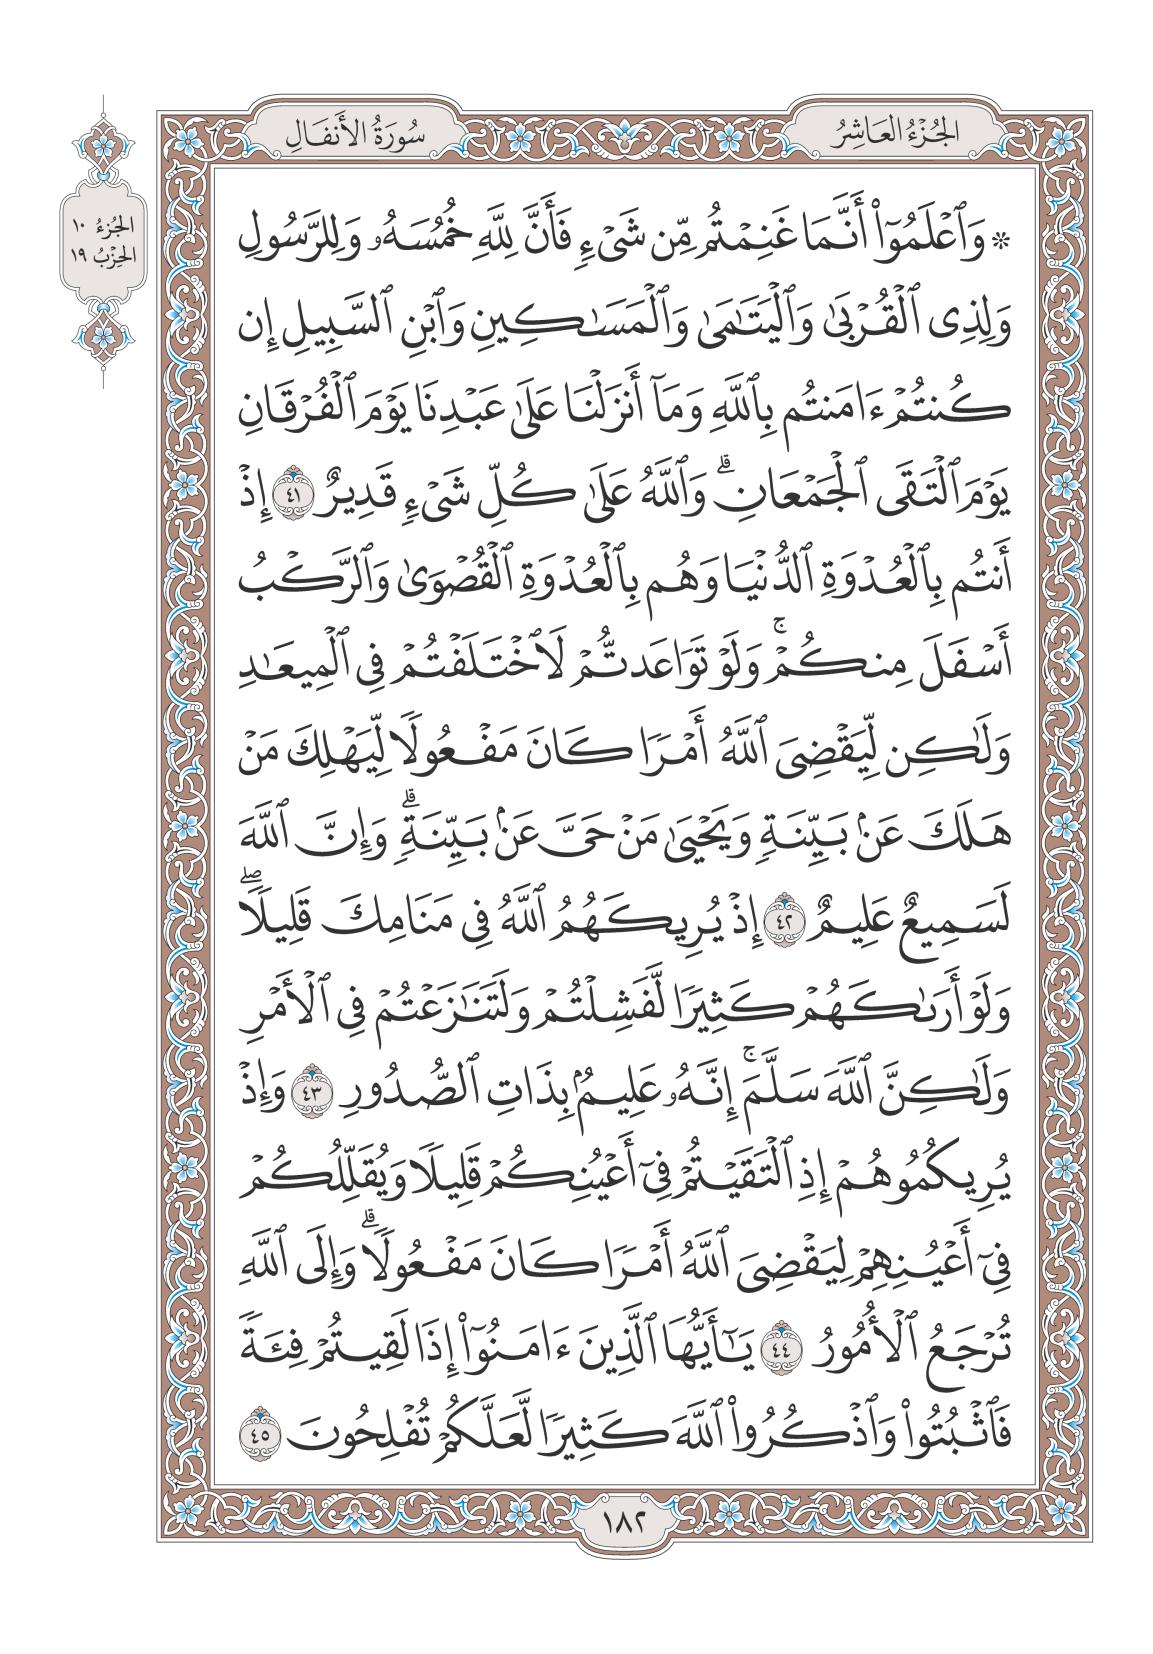 الجُزْءُ العَاشِرُ
سُورَةُ الأَنفَالِ
الجُزءُ ١٠
الحِزْبُ ١٩
۞ وَٱعْلَمُوٓا۟ أَنَّمَا غَنِمْتُم مِّن شَىْءٍ فَأَنَّ لِلَّهِ خُمُسَهُۥ وَلِلرَّسُولِ
وَلِذِى ٱلْقُرْبَىٰ وَٱلْيَتَـٰمَىٰ وَٱلْمَسَـٰكِينِ وَٱبْنِ ٱلسَّبِيلِ إِن
كُنتُمْ ءَامَنتُم بِٱللَّهِ وَمَآ أَنزَلْنَا عَلَىٰ عَبْدِنَا يَوْمَ ٱلْفُرْقَانِ
يَوْمَ ٱلْتَقَى ٱلْجَمْعَانِ ۗ وَٱللَّهُ عَلَىٰ كُلِّ شَىْءٍ قَدِيرٌ ٤١ إِذْ
أَنتُم بِٱلْعُدْوَةِ ٱلدُّنْيَا وَهُم بِٱلْعُدْوَةِ ٱلْقُصْوَىٰ وَٱلرَّكْبُ
أَسْفَلَ مِنكُمْ ۚ وَلَوْ تَوَاعَدتُّمْ لَٱخْتَلَفْتُمْ فِى ٱلْمِيعَـٰدِ
وَلَـٰكِن لِّيَقْضِىَ ٱللَّهُ أَمْرًا كَانَ مَفْعُولًا لِّيَهْلِكَ مَنْ
هَلَكَ عَنۢ بَيِّنَةٍ وَيَحْيَىٰ مَنْ حَىَّ عَنۢ بَيِّنَةٍ ۗ وَإِنَّ ٱللَّهَ
لَسَمِيعٌ عَلِيمٌ ٤٢ إِذْ يُرِيكَهُمُ ٱللَّهُ فِى مَنَامِكَ قَلِيلًا ۖ
وَلَوْ أَرَىٰكَهُمْ كَثِيرًا لَّفَشِلْتُمْ وَلَتَنَـٰزَعْتُمْ فِى ٱلْأَمْرِ
وَلَـٰكِنَّ ٱللَّهَ سَلَّمَ ۚ إِنَّهُۥ عَلِيمٌۢ بِذَاتِ ٱلصُّدُورِ ٤٣ وَإِذْ
يُرِيكُمُوهُمْ إِذِ ٱلْتَقَيْتُمْ فِىٓ أَعْيُنِكُمْ قَلِيلًا وَيُقَلِّلُكُمْ
فِىٓ أَعْيُنِهِمْ لِيَقْضِىَ ٱللَّهُ أَمْرًا كَانَ مَفْعُولًا ۗ وَإِلَى ٱللَّهِ
تُرْجَعُ ٱلْأُمُورُ ٤٤ يَـٰٓأَيُّهَا ٱلَّذِينَ ءَامَنُوٓا۟ إِذَا لَقِيتُمْ فِئَةً
فَٱثْبُتُوا۟ وَٱذْكُرُوا۟ ٱللَّهَ كَثِيرًا لَّعَلَّكُمْ تُفْلِحُونَ ٤٥
١٨٢